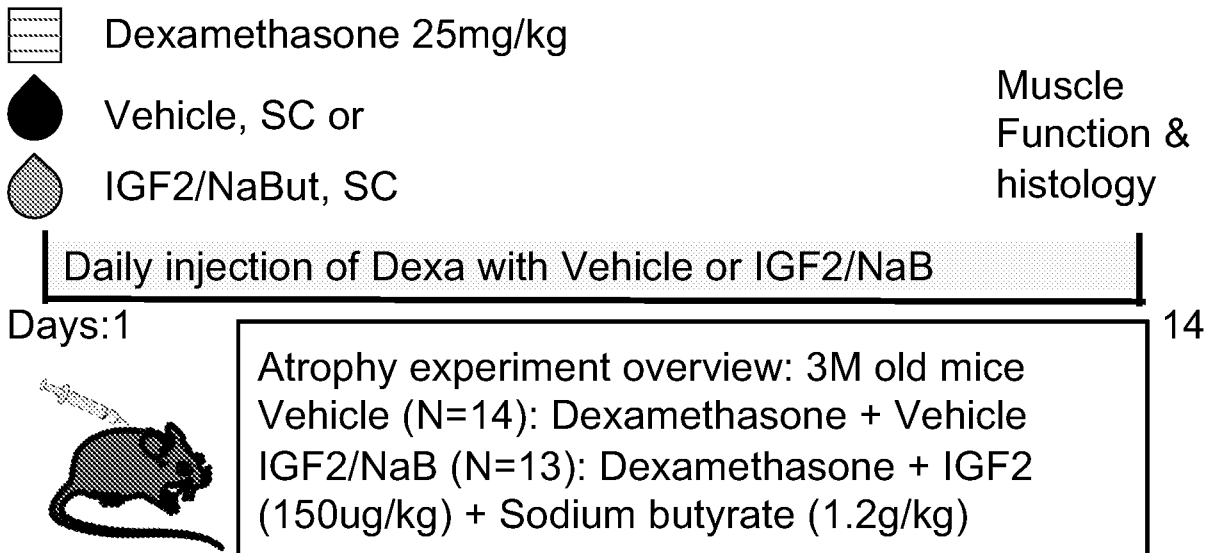 Dexamethasone 25mg/kg
Vehicle, SC or
IGF2/NaBut, SC
Muscle
Function &
histology
Daily injection of Dexa with Vehicle or IGF2/NaB
Days:1
14
Atrophy experiment overview: 3M old mice
Vehicle (N=14): Dexamethasone + Vehicle
IGF2/NaB (N=13): Dexamethasone + IGF2
(150ug/kg) + Sodium butyrate (1.2g/kg)